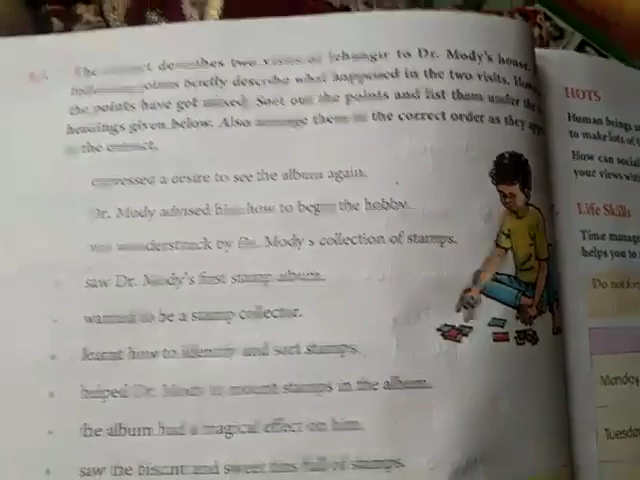 The extract describes two visits of Jehangir to Dr. Mody's house.
points briefly describe what happened in the two visits.
the points have got mixed. Sort out the points and list them under the
headings given below. Also arrange them in the correct order as they
in the extract.
expressed a desire to see the album again.
Dr. Mody advised him how to begin the hobby.
was wonderstruck by Dr. Mody's collection of stamps.
saw Dr. Mody's first stamp album.
wanted to be a stamp collector.
learnt how to identify and sort stamps.
helped Dr. Mody to mount stamps in the album.
the album had a magical effect on him.
saw the biscuit and sweet tins full of stamps.
HOTS
Human beings
to make lots of
How can social
your views with
Life Skills
Time manage
helps you to
Do not for
Monday
Tuesda